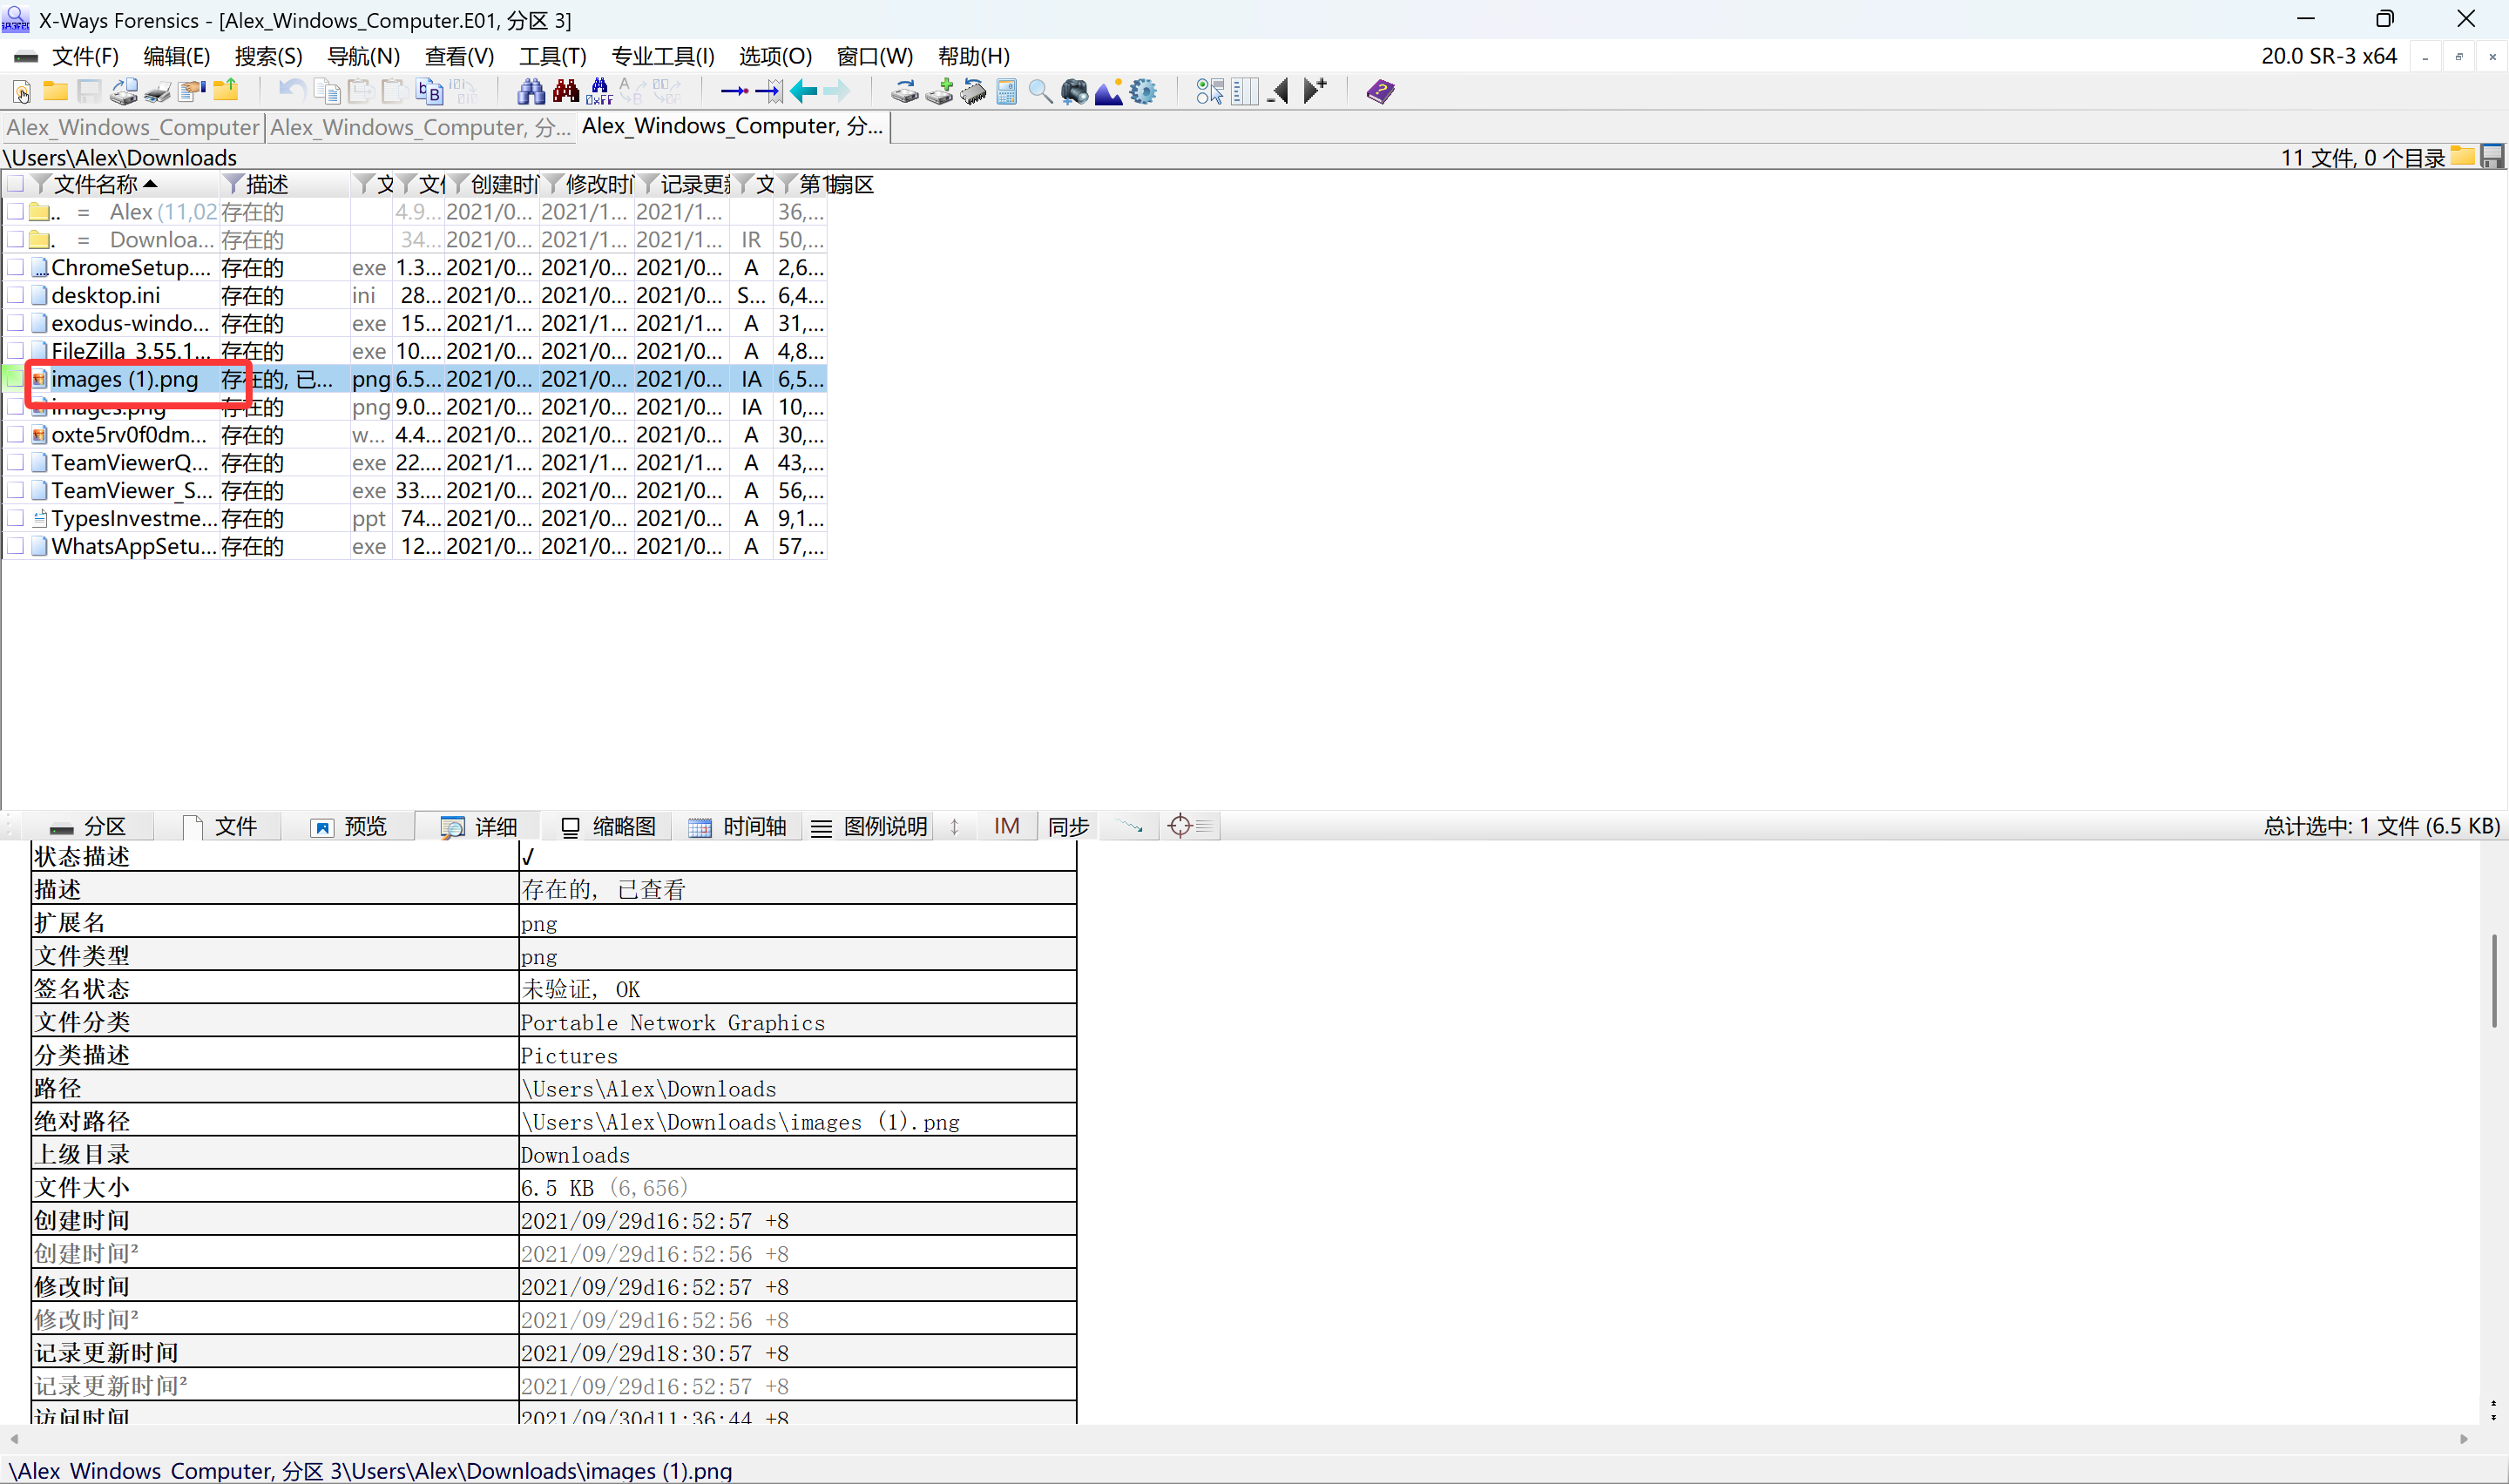 X-Ways Forensics - [Alex_Windows_Computer.E01, 分区 3]
文件(F) 编辑(E) 搜索(S) 导航(N) 查看(V) 工具(T) 专业工具(I) 选项(O) 窗口(W) 帮助(H) 20.0 SR-3 x64
Alex_Windows_Computer Alex_Windows_Computer, 分... Alex_Windows_Computer, 分...
\Users\Alex\Downloads 11 文件, 0 个目录
文件名称 描述 文 文 创建时 修改时 记录更新 文 第1扇区
.. = Alex (11,02 存在的 4.9... 2021/0... 2021/1... 2021/1... 36,...
. = Downloa... 存在的 34... 2021/0... 2021/1... 2021/1... IR 50,...
ChromeSetup.... 存在的 exe 1.3... 2021/0... 2021/0... 2021/0... A 2,6...
desktop.ini 存在的 ini 28... 2021/0... 2021/0... 2021/0... S... 6,4...
exodus-windo... 存在的 exe 15... 2021/1... 2021/1... 2021/1... A 31,...
FileZilla_3.55.1... 存在的 exe 10.... 2021/0... 2021/0... 2021/0... A 4,8...
images (1).png 存在的, 已... png 6.5... 2021/0... 2021/0... 2021/0... IA 6,5...
images.png 存在的 png 9.0... 2021/0... 2021/0... 2021/0... IA 10,...
oxte5rv0f0dm... 存在的 w... 4.4... 2021/0... 2021/0... 2021/0... A 30,...
TeamViewerQ... 存在的 exe 22.... 2021/1... 2021/1... 2021/1... A 43,...
TeamViewer_S... 存在的 exe 33.... 2021/0... 2021/0... 2021/0... A 56,...
TypesInvestme... 存在的 ppt 74... 2021/0... 2021/0... 2021/0... A 9,1...
WhatsAppSetu... 存在的 exe 12... 2021/0... 2021/0... 2021/0... A 57,...
分区 文件 预览 详细 缩略图 时间轴 图例说明 IM 同步 总计选中: 1 文件 (6.5 KB)
状态描述 √
描述 存在的, 已查看
扩展名 png
文件类型 png
签名状态 未验证, OK
文件分类 Portable Network Graphics
分类描述 Pictures
路径 \Users\Alex\Downloads
绝对路径 \Users\Alex\Downloads\images (1).png
上级目录 Downloads
文件大小 6.5 KB (6,656)
创建时间 2021/09/29d16:52:57 +8
创建时间² 2021/09/29d16:52:56 +8
修改时间 2021/09/29d16:52:57 +8
修改时间² 2021/09/29d16:52:56 +8
记录更新时间 2021/09/29d18:30:57 +8
记录更新时间² 2021/09/29d16:52:57 +8
访问时间 2021/09/30d11:36:44 +8
\Alex_Windows_Computer, 分区 3\Users\Alex\Downloads\images (1).png